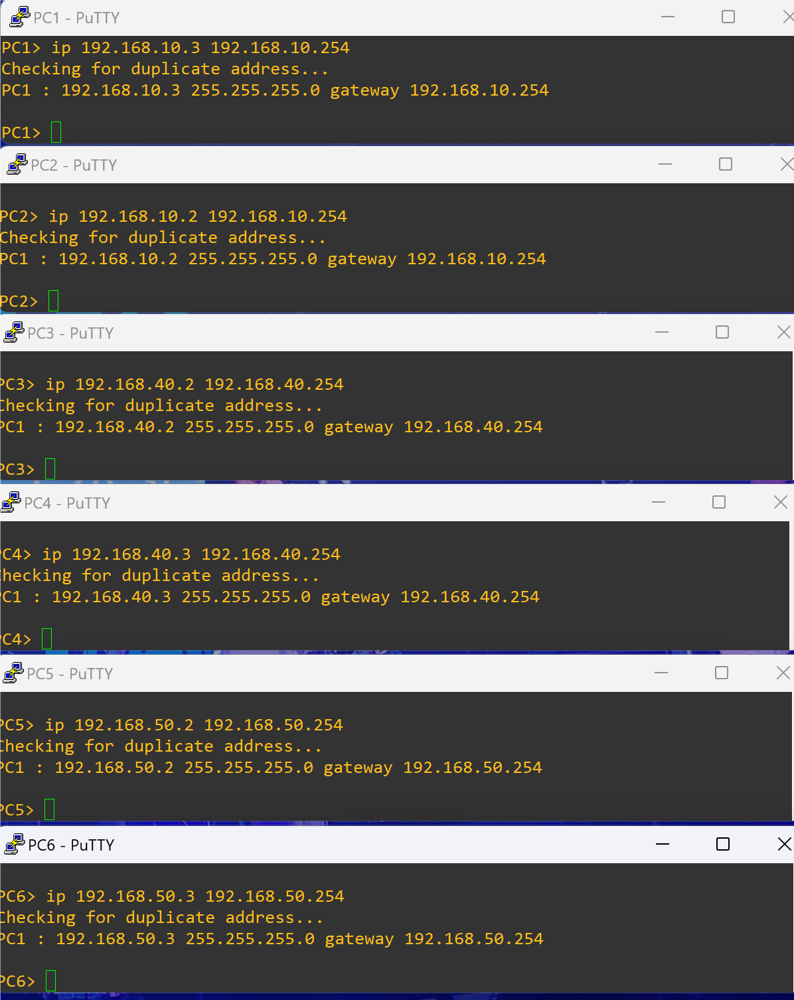 PC1 - PuTTY
PC1> ip 192.168.10.3 192.168.10.254
Checking for duplicate address...
PC1 : 192.168.10.3 255.255.255.0 gateway 192.168.10.254
PC1>
PC2 - PuTTY
PC2> ip 192.168.10.2 192.168.10.254
Checking for duplicate address...
PC1 : 192.168.10.2 255.255.255.0 gateway 192.168.10.254
PC2>
PC3 - PuTTY
PC3> ip 192.168.40.2 192.168.40.254
Checking for duplicate address...
PC1 : 192.168.40.2 255.255.255.0 gateway 192.168.40.254
PC3>
PC4 - PuTTY
PC4> ip 192.168.40.3 192.168.40.254
Checking for duplicate address...
PC1 : 192.168.40.3 255.255.255.0 gateway 192.168.40.254
PC4>
PC5 - PuTTY
PC5> ip 192.168.50.2 192.168.50.254
Checking for duplicate address...
PC1 : 192.168.50.2 255.255.255.0 gateway 192.168.50.254
PC5>
PC6 - PuTTY
PC6> ip 192.168.50.3 192.168.50.254
Checking for duplicate address...
PC1 : 192.168.50.3 255.255.255.0 gateway 192.168.50.254
PC6>